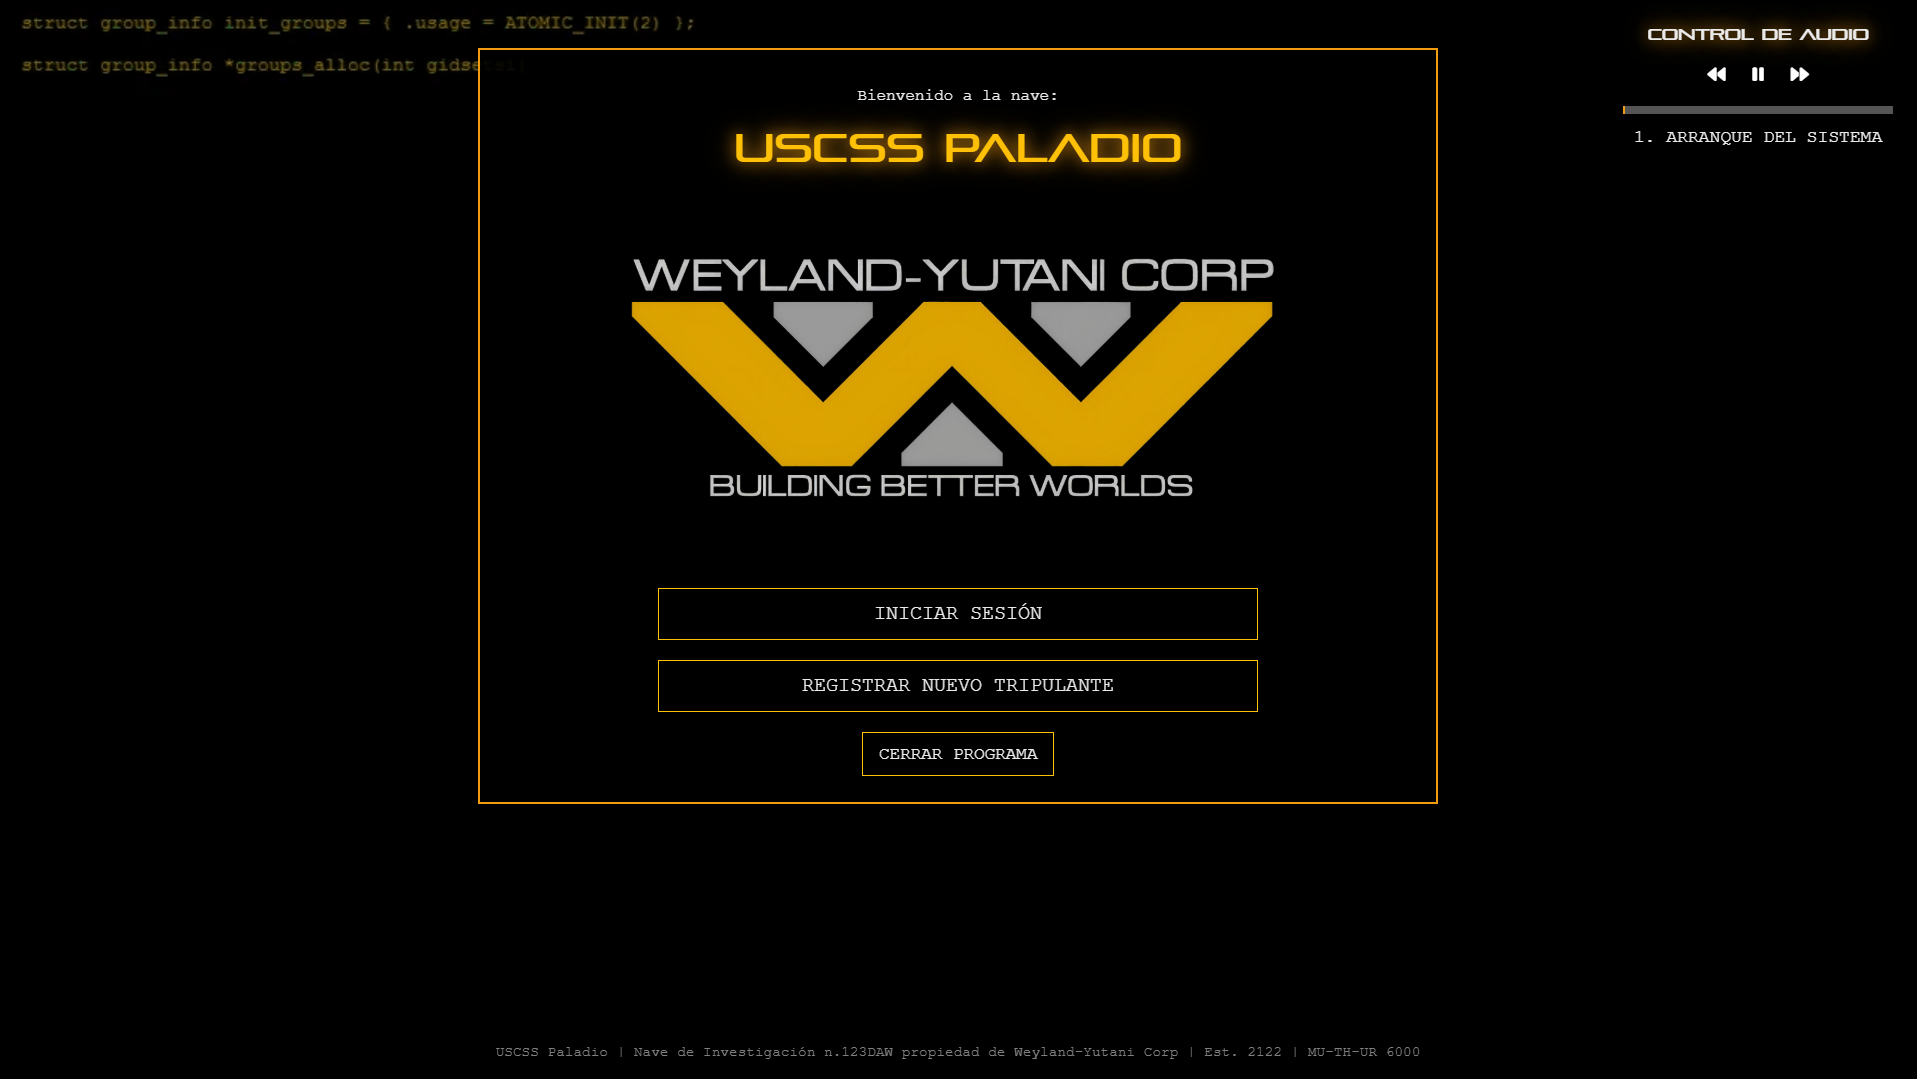 struct group_info init_groups = { .usage = ATOMIC_INIT(2) };
struct group_info *groups_alloc(int gidsetsi
CONTROL DE AUDIO
1. ARRANQUE DEL SISTEMA
Bienvenido a la nave:
USCSS PALADIO
WEYLAND-YUTANI CORP
BUILDING BETTER WORLDS
INICIAR SESIÓN
REGISTRAR NUEVO TRIPULANTE
CERRAR PROGRAMA
USCSS Paladio | Nave de Investigación n.123DAW propiedad de Weyland-Yutani Corp | Est. 2122 | MU-TH-UR 6000